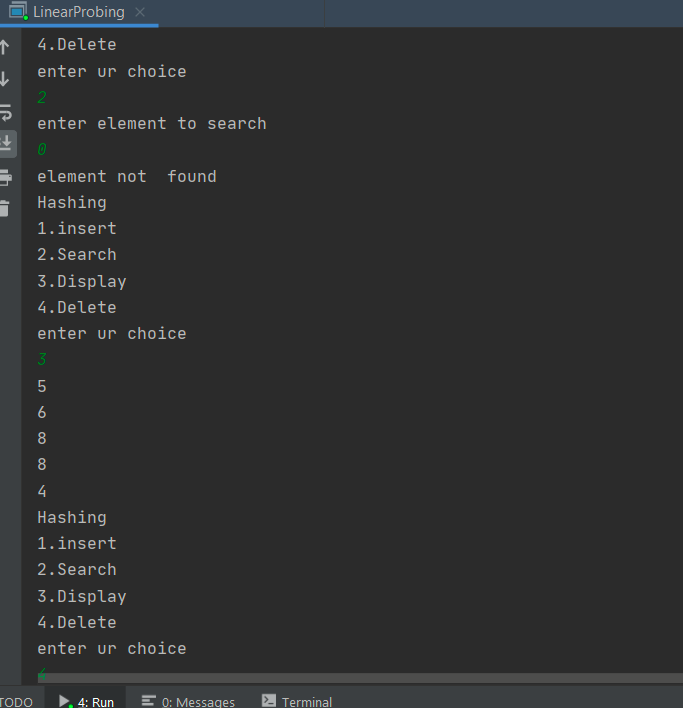 LinearProbing
4.Delete
enter ur choice
2
enter element to search
0
element not  found
Hashing
1.insert
2.Search
3.Display
4.Delete
enter ur choice
3
5
6
8
8
4
Hashing
1.insert
2.Search
3.Display
4.Delete
enter ur choice
TODO 4: Run 0: Messages Terminal